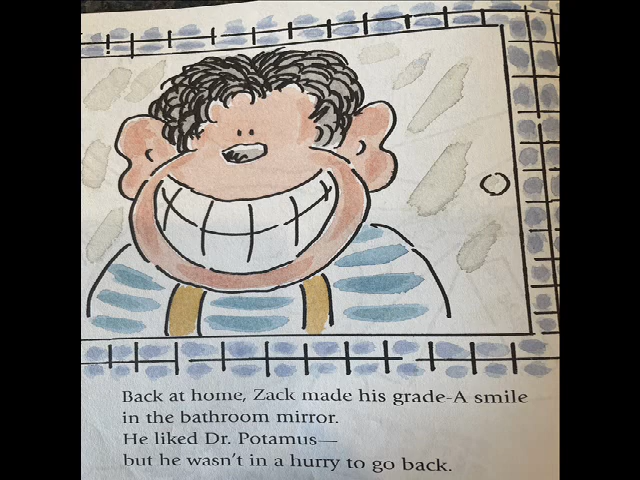 Back at home, Zack made his grade-A smile
in the bathroom mirror.
He liked Dr. Potamus—
but he wasn't in a hurry to go back.